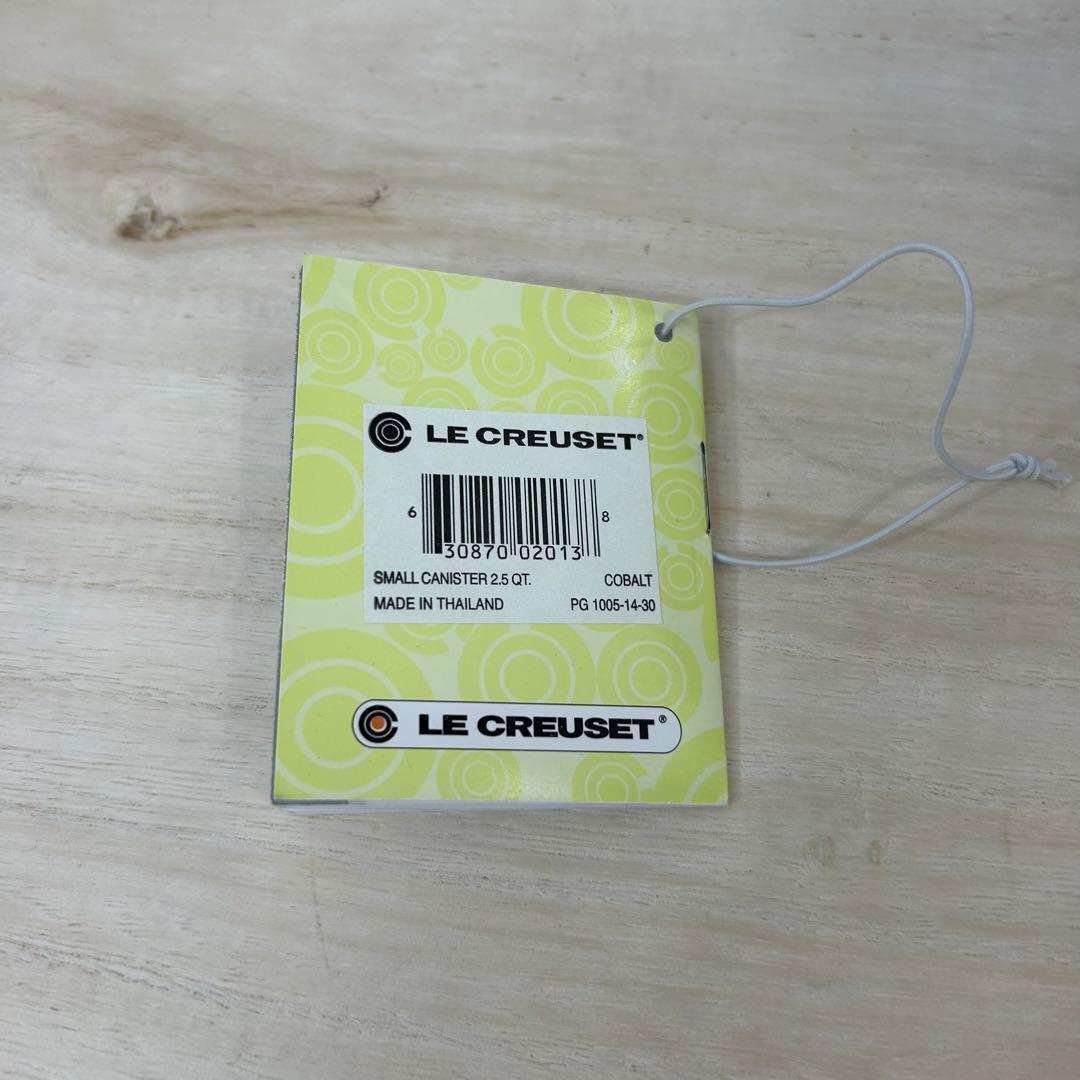 LE CREUSET®
6 30870 02013 8
SMALL CANISTER 2.5 QT. COBALT
MADE IN THAILAND PG 1005-14-30
LE CREUSET®